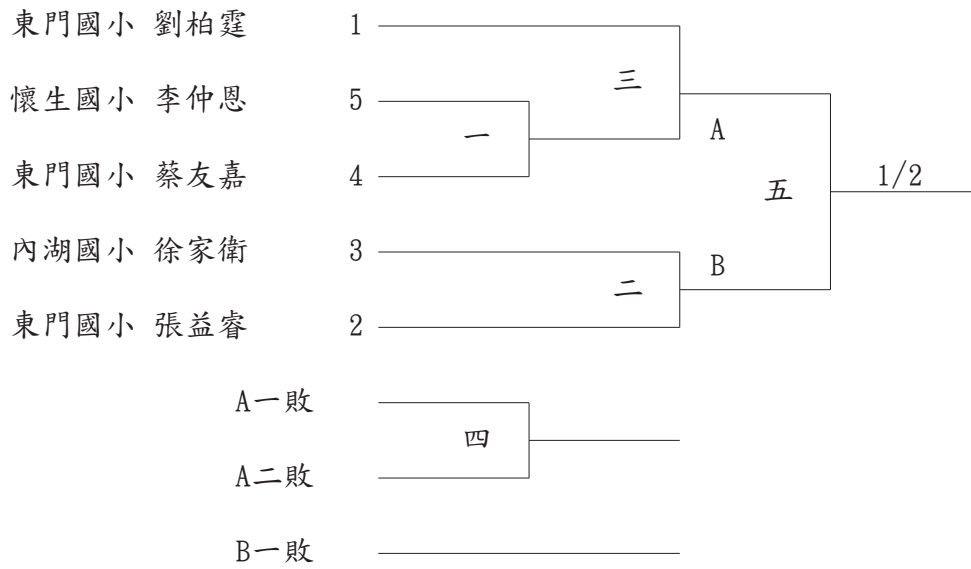 東門國小 劉柏霆 1
三
懷生國小 李仲恩 5
一
A
東門國小 蔡友嘉 4
五
1/2
內湖國小 徐家衛 3
B
二
東門國小 張益睿 2
A一敗
四
A二敗
B一敗